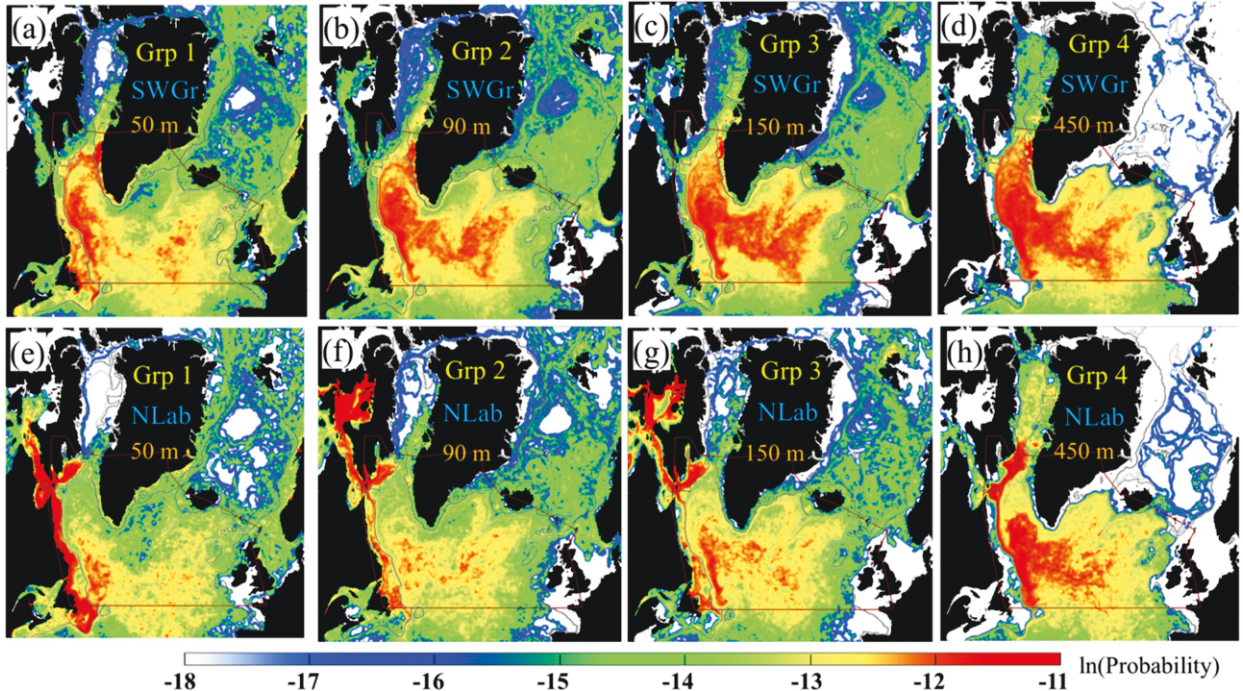 (a) Grp 1 SWGr 50 m
(b) Grp 2 SWGr 90 m
(c) Grp 3 SWGr 150 m
(d) Grp 4 SWGr 450 m
(e) Grp 1 NLab 50 m
(f) Grp 2 NLab 90 m
(g) Grp 3 NLab 150 m
(h) Grp 4 NLab 450 m
-18 -17 -16 -15 -14 -13 -12 -11 ln(Probability)